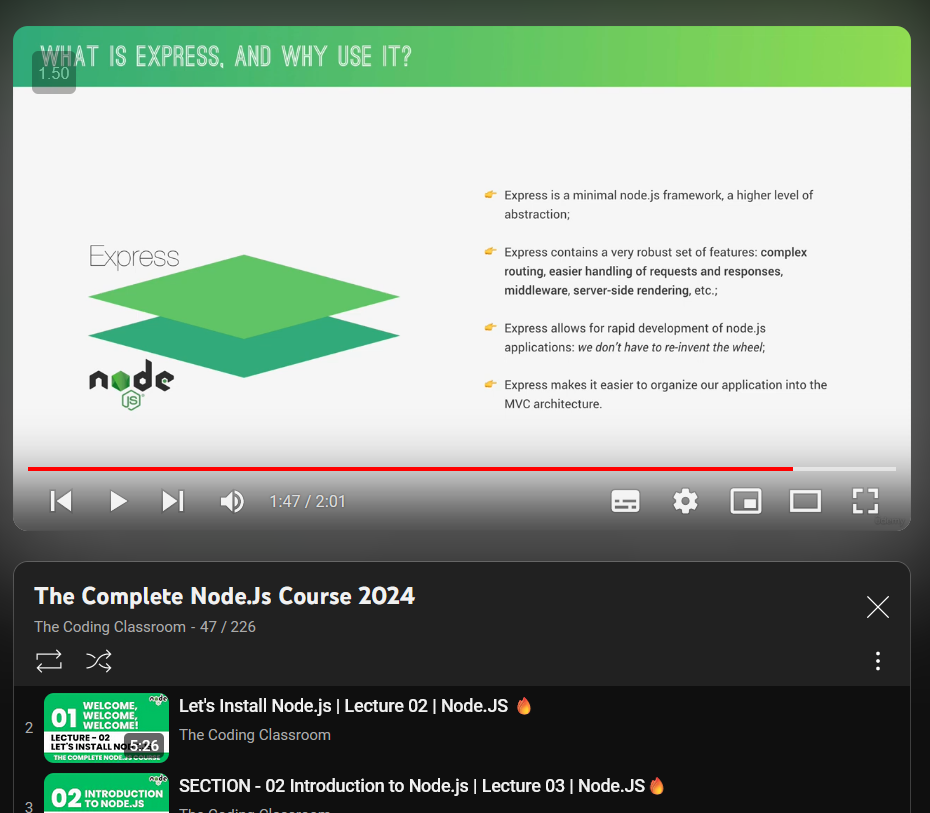 WHAT IS EXPRESS, AND WHY USE IT?
1.50
👉 Express is a minimal node.js framework, a higher level of
abstraction;
👉 Express contains a very robust set of features: complex
routing, easier handling of requests and responses,
middleware, server-side rendering, etc.;
👉 Express allows for rapid development of node.js
applications: we don't have to re-invent the wheel;
👉 Express makes it easier to organize our application into the
MVC architecture.
Express
node
JS
1:47 / 2:01
Udemy
The Complete Node.Js Course 2024
The Coding Classroom - 47 / 226
2
node
01 WELCOME,
WELCOME,
WELCOME!
LECTURE - 02
LET'S INSTALL NO
5:26
THE COMPLETE NODE.JS COURSE
Let's Install Node.js | Lecture 02 | Node.JS 🔥
The Coding Classroom
3
node
02 INTRODUCTION
TO NODE.JS
SECTION - 02 Introduction to Node.js | Lecture 03 | Node.JS🔥
The Coding Classroom